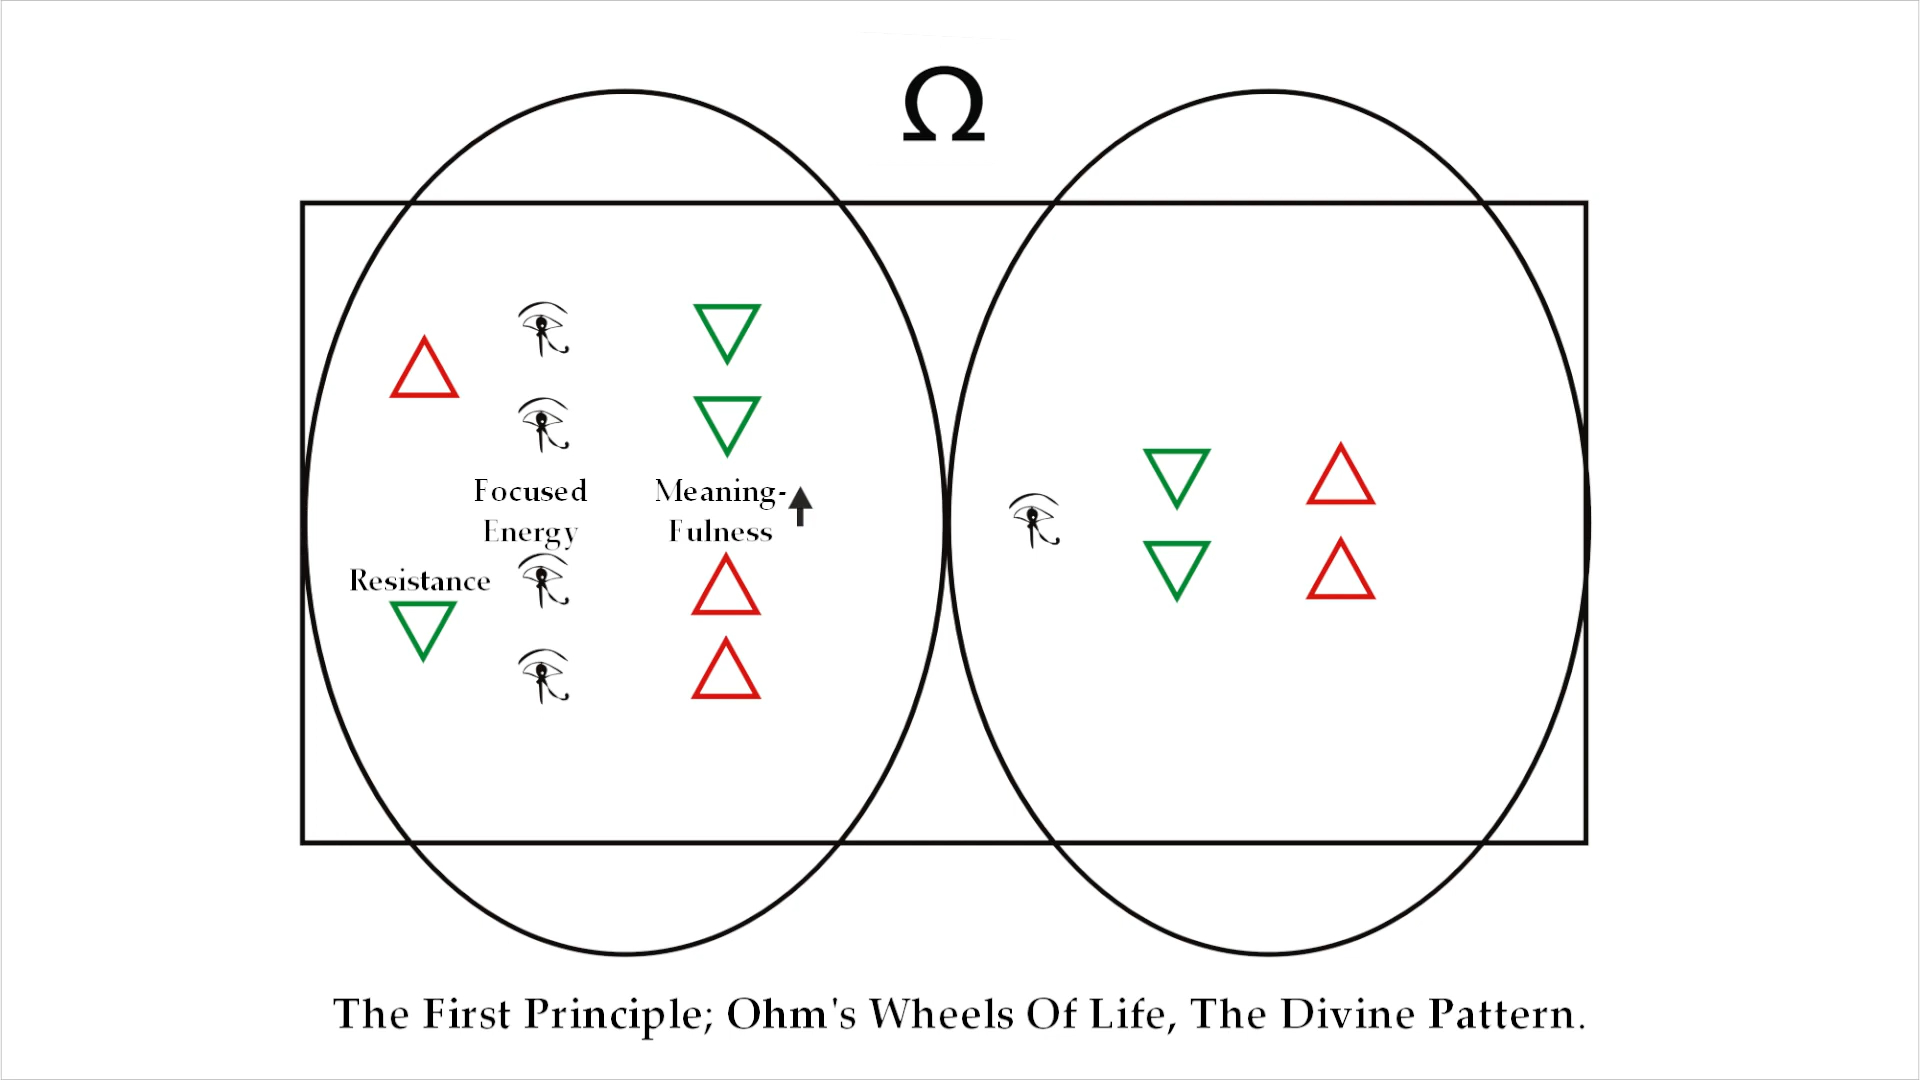 Ω
Focused
Energy
Meaning-
Fulness
Resistance
The First Principle; Ohm's Wheels Of Life, The Divine Pattern.